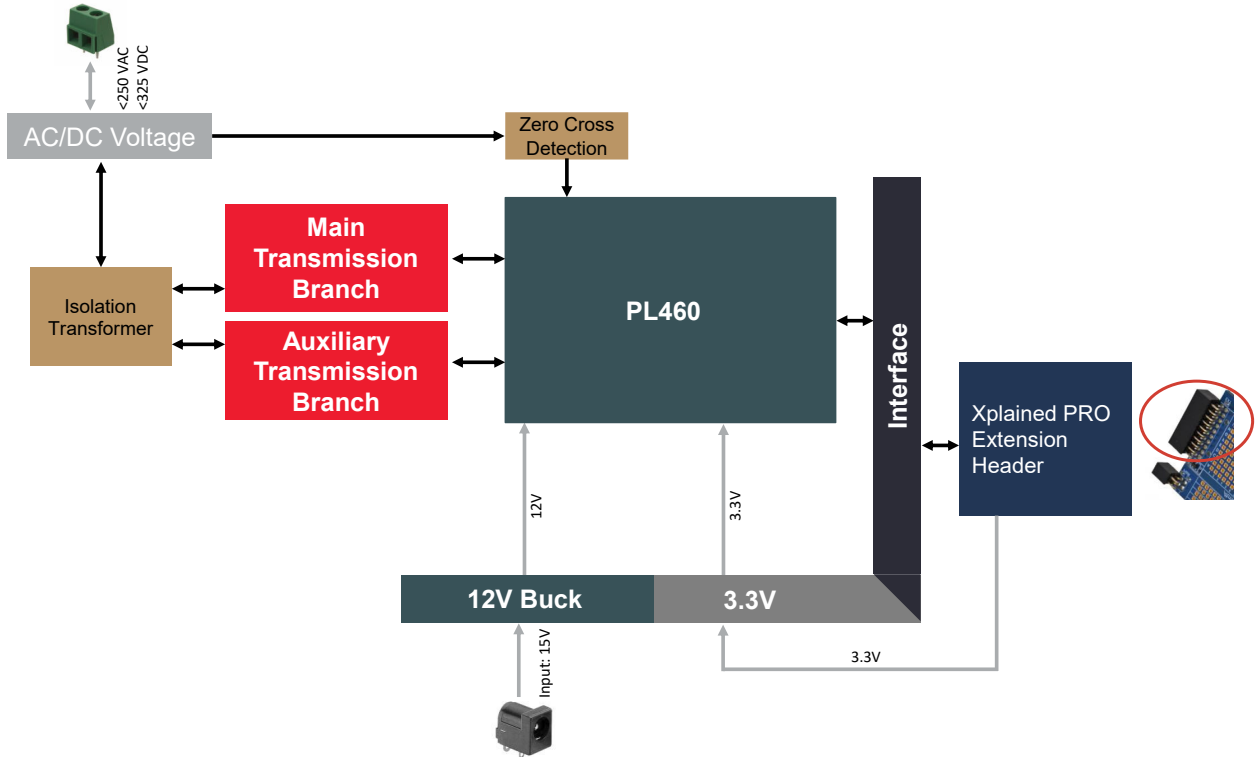 <250 VAC
<325 VDC
AC/DC Voltage
Zero Cross
Detection
Main
Transmission
Branch
PL460
Isolation
Transformer
Auxiliary
Transmission
Branch
Interface
Xplained PRO
Extension
Header
12V
3.3V
12V Buck
3.3V
Input: 15V
3.3V